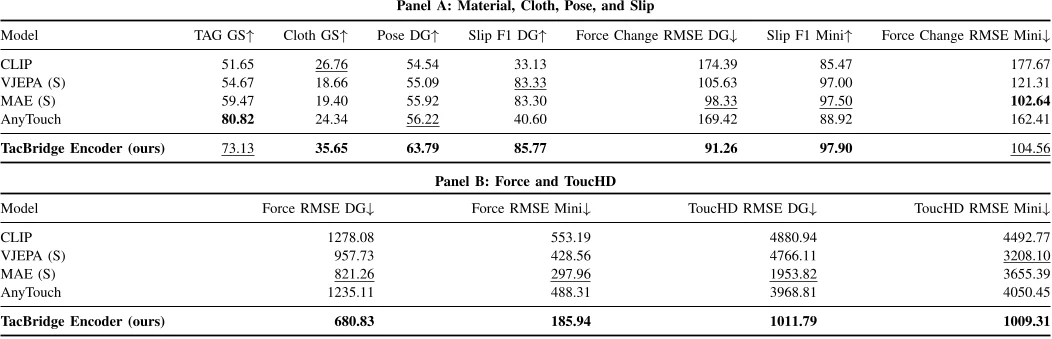 Panel A: Material, Cloth, Pose, and Slip
Model TAG GS↑ Cloth GS↑ Pose DG↑ Slip F1 DG↑ Force Change RMSE DG↓ Slip F1 Mini↑ Force Change RMSE Mini↓
CLIP 51.65 26.76 54.54 33.13 174.39 85.47 177.67
VJEPA (S) 54.67 18.66 55.09 83.33 105.63 97.00 121.31
MAE (S) 59.47 19.40 55.92 83.30 98.33 97.50 102.64
AnyTouch 80.82 24.34 56.22 40.60 169.42 88.92 162.41
TacBridge Encoder (ours) 73.13 35.65 63.79 85.77 91.26 97.90 104.56
Panel B: Force and ToucHD
Model Force RMSE DG↓ Force RMSE Mini↓ ToucHD RMSE DG↓ ToucHD RMSE Mini↓
CLIP 1278.08 553.19 4880.94 4492.77
VJEPA (S) 957.73 428.56 4766.11 3208.10
MAE (S) 821.26 297.96 1953.82 3655.39
AnyTouch 1235.11 488.31 3968.81 4050.45
TacBridge Encoder (ours) 680.83 185.94 1011.79 1009.31